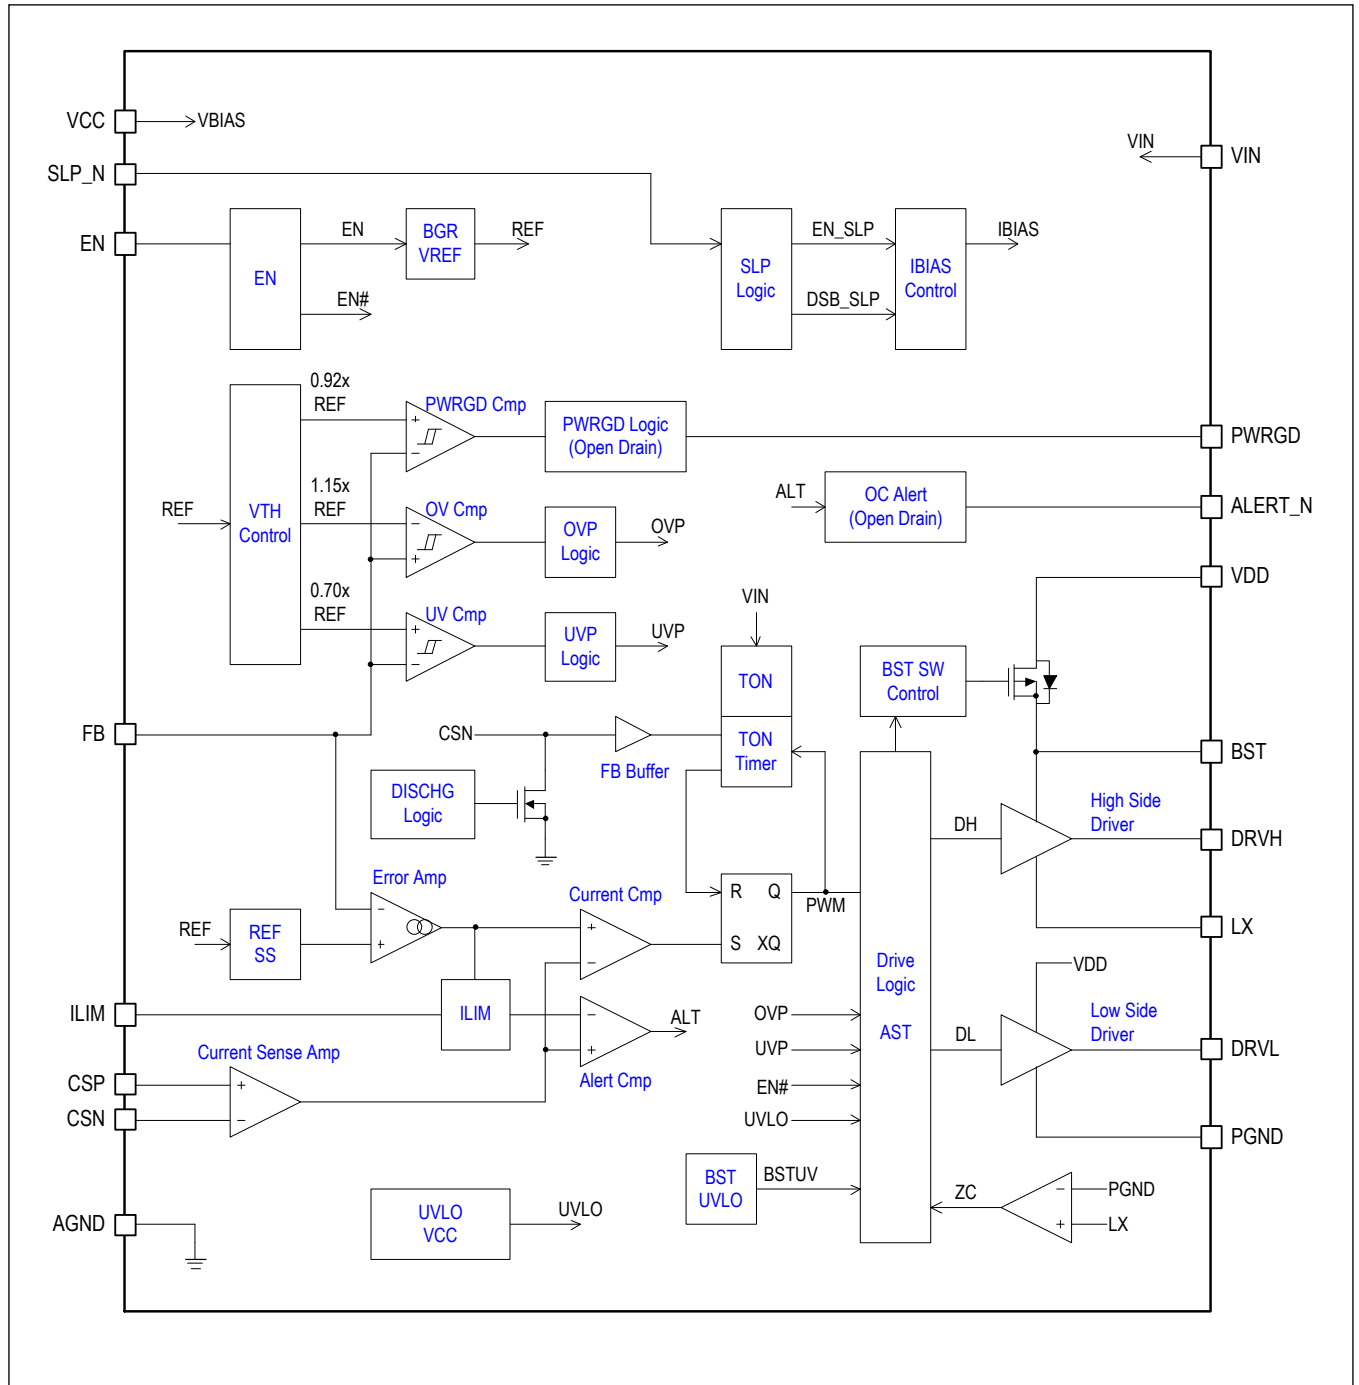 VCC
VBIAS
VIN
VIN
SLP_N
EN
EN
EN
EN#
BGR
VREF
REF
SLP
Logic
EN_SLP
DSB_SLP
IBIAS
Control
IBIAS
REF
VTH
Control
0.92x
REF
1.15x
REF
0.70x
REF
PWRGD Cmp
+
−
PWRGD Logic
(Open Drain)
PWRGD
OV Cmp
−
+
OVP
Logic
OVP
ALT
OC Alert
(Open Drain)
ALERT_N
UV Cmp
+
−
UVP
Logic
UVP
VDD
VIN
TON
TON
Timer
BST SW
Control
FB
CSN
FB Buffer
BST
DISCHG
Logic
DH
High Side
Driver
DRVH
Error Amp
−
+
REF
REF
SS
Current Cmp
+
−
R
Q
S
XQ
PWM
LX
Drive
Logic
AST
VDD
ILIM
ILIM
−
+
ALT
Alert Cmp
OVP
UVP
EN#
UVLO
DL
Low Side
Driver
DRVL
Current Sense Amp
CSP
+
CSN
−
PGND
BST
UVLO
BSTUV
ZC
−
PGND
+
LX
AGND
UVLO
VCC
UVLO